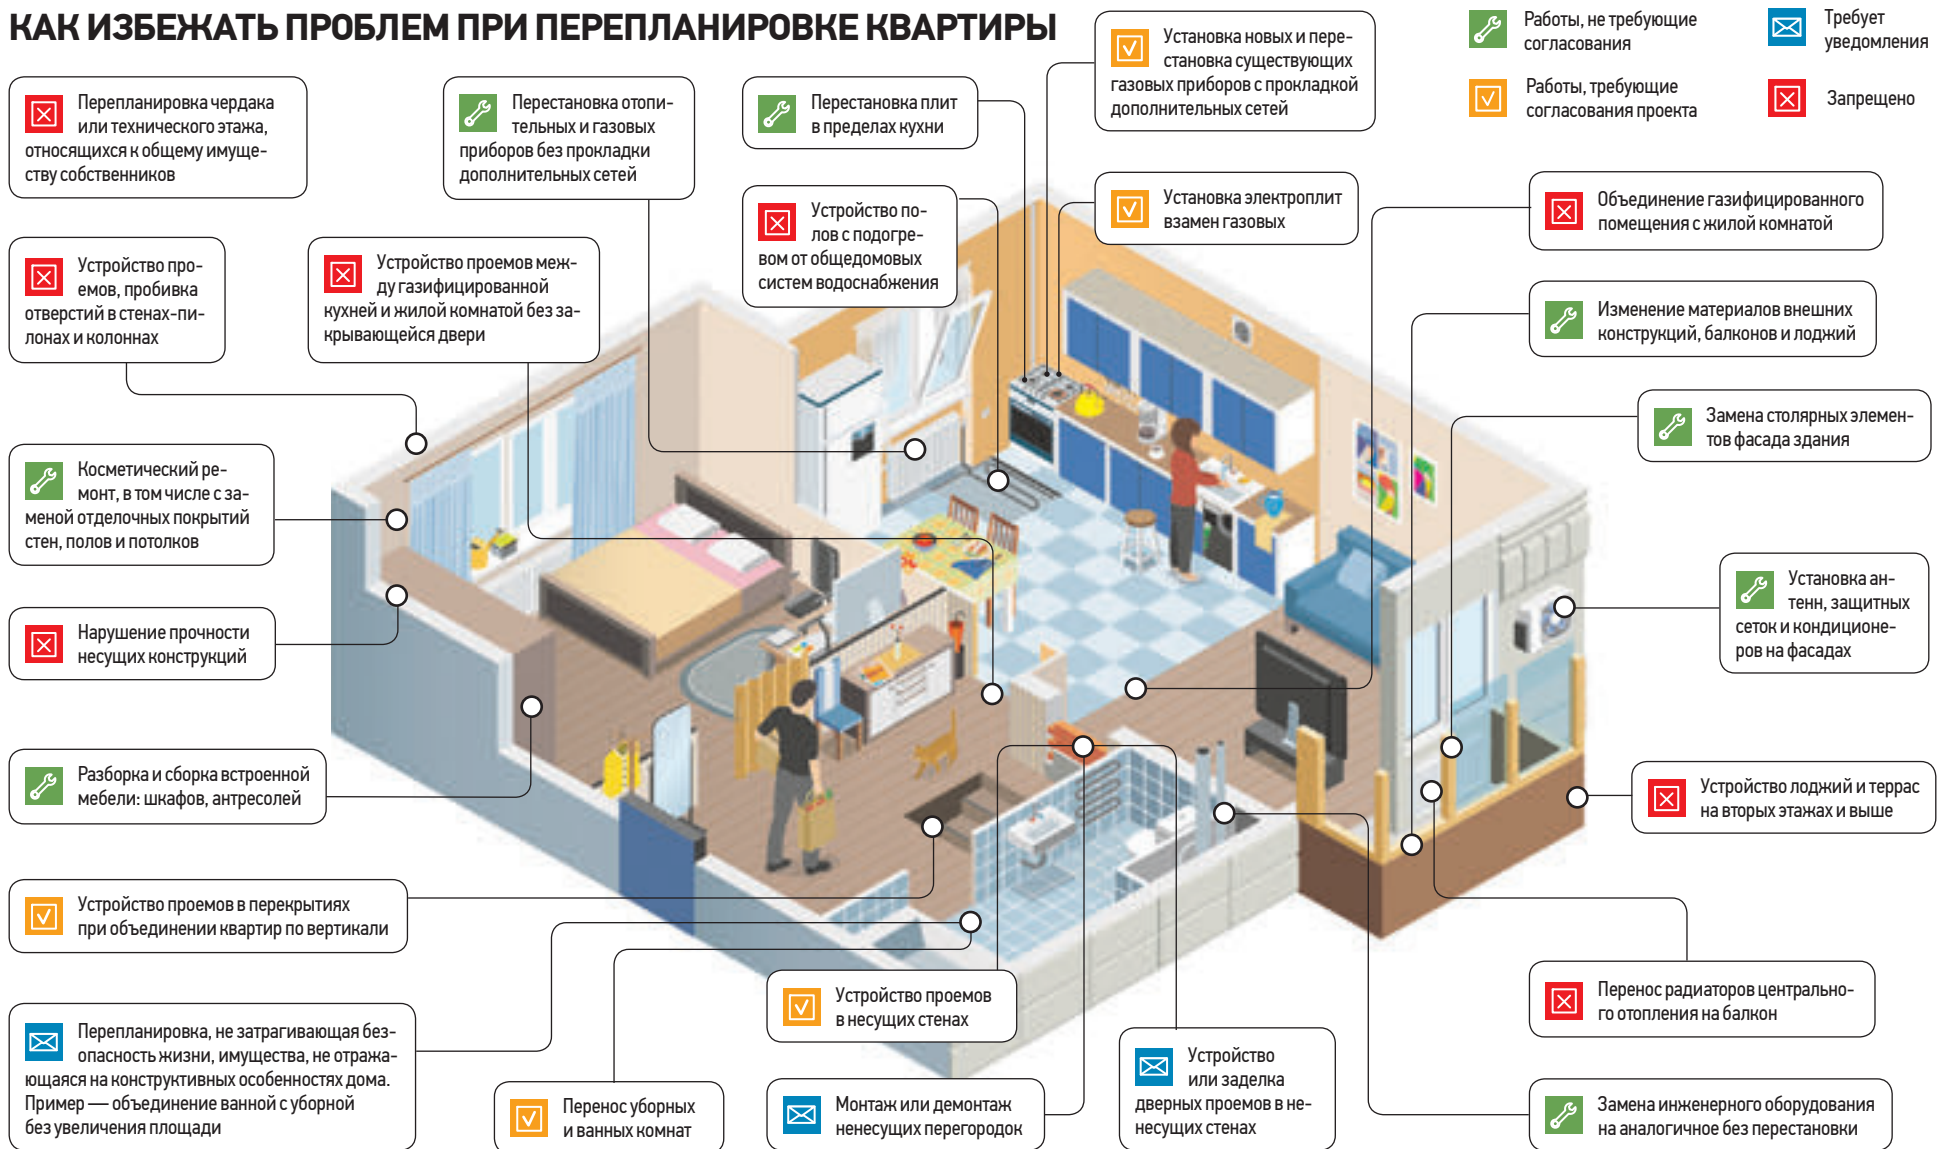 КАК ИЗБЕЖАТЬ ПРОБЛЕМ ПРИ ПЕРЕПЛАНИРОВКЕ КВАРТИРЫ
Работы, не требующие
согласования
Требует
уведомления
Работы, требующие
согласования проекта
Запрещено
Перепланировка чердака
или технического этажа,
относящихся к общему имуще-
ству собственников
Перестановка отопи-
тельных и газовых
приборов без прокладки
дополнительных сетей
Перестановка плит
в пределах кухни
Установка новых и пере-
становка существующих
газовых приборов с прокладкой
дополнительных сетей
Устройство про-
емов, пробивка
отверстий в стенах-пи-
лонах и колоннах
Устройство проемов меж-
ду газифицированной
кухней и жилой комнатой без за-
крывающейся двери
Устройство по-
лов с подогре-
вом от общедомовых
систем водоснабжения
Установка электроплит
взамен газовых
Объединение газифицированного
помещения с жилой комнатой
Изменение материалов внешних
конструкций, балконов и лоджий
Замена столярных элемен-
тов фасада здания
Косметический ре-
монт, в том числе с за-
меной отделочных покрытий
стен, полов и потолков
Установка ан-
тенн, защитных
сеток и кондиционе-
ров на фасадах
Нарушение прочности
несущих конструкций
Разборка и сборка встроенной
мебели: шкафов, антресолей
Устройство лоджий и террас
на вторых этажах и выше
Устройство проемов в перекрытиях
при объединении квартир по вертикали
Перенос радиаторов центрально-
го отопления на балкон
Устройство проемов
в несущих стенах
Перепланировка, не затрагивающая без-
опасность жизни, имущества, не отража-
ющаяся на конструктивных особенностях дома.
Пример — объединение ванной с уборной
без увеличения площади
Перенос уборных
и ванных комнат
Монтаж или демонтаж
ненесущих перегородок
Устройство
или заделка
дверных проемов в не-
несущих стенах
Замена инженерного оборудования
на аналогичное без перестановки